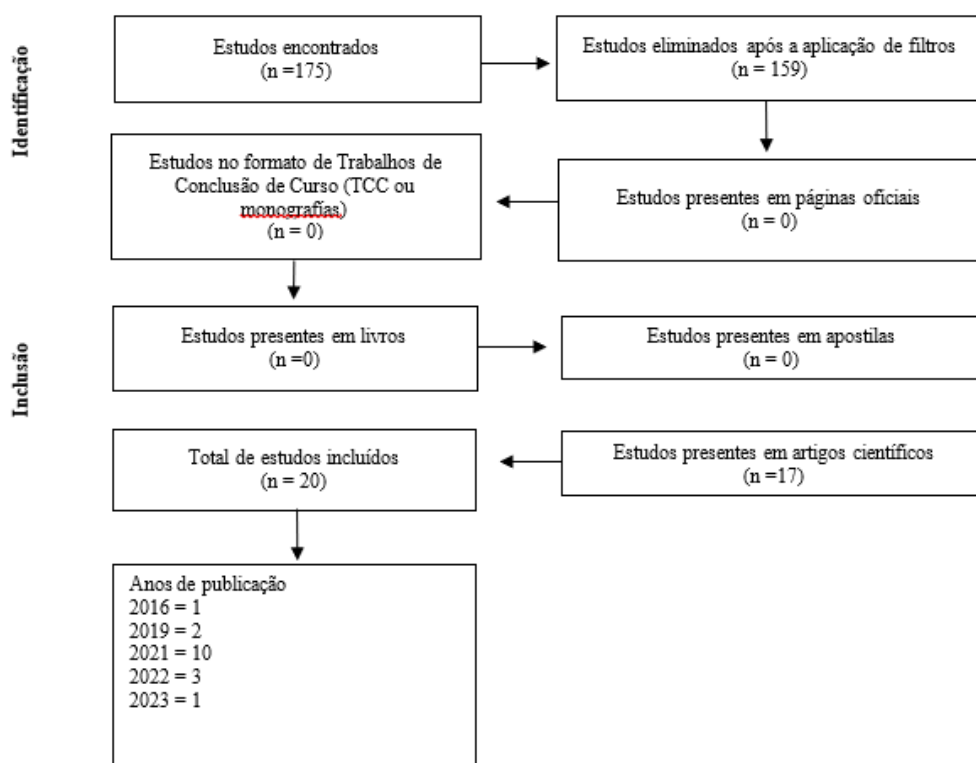 Identificação
Estudos encontrados
(n =175)
Estudos eliminados após a aplicação de filtros
(n = 159)
Estudos no formato de Trabalhos de
Conclusão de Curso (TCC ou
monografías)
(n = 0)
Estudos presentes em páginas oficiais
(n = 0)
Inclusão
Estudos presentes em livros
(n =0)
Estudos presentes em apostilas
(n = 0)
Total de estudos incluídos
(n = 20)
Estudos presentes em artigos científicos
(n =17)
Anos de publicação
2016 = 1
2019 = 2
2021 = 10
2022 = 3
2023 = 1